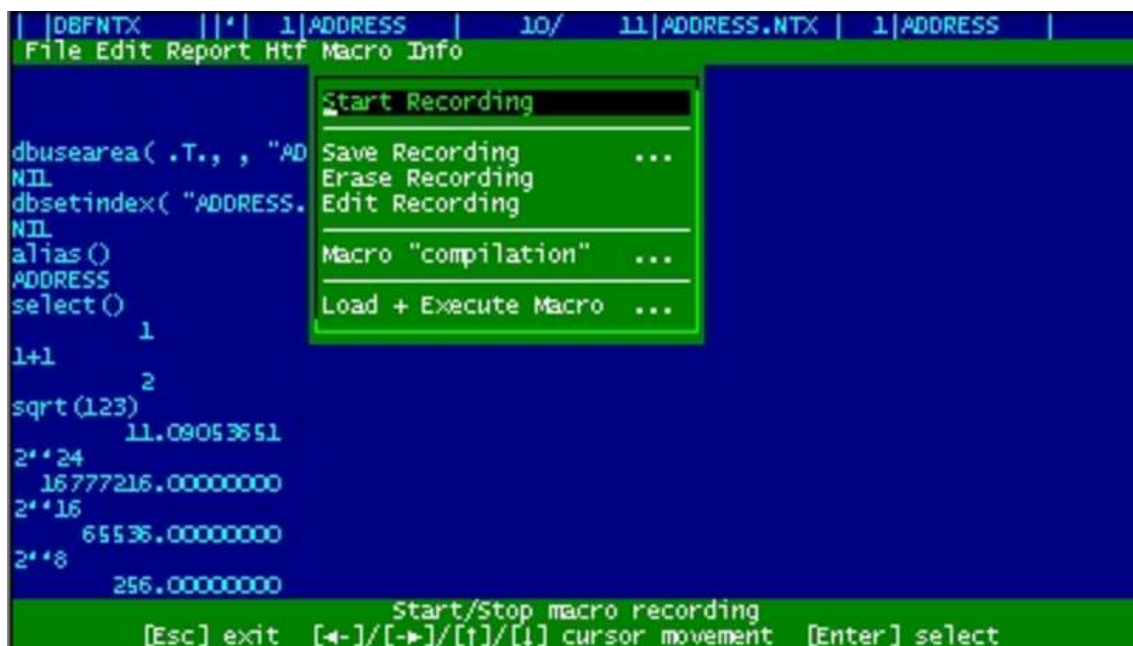 | |DBFNTX ||*| 1|ADDRESS | 10/ 11|ADDRESS.NTX | 1|ADDRESS |
File Edit Report Htf Macro Info
Start Recording
dbusearea( .T., , "AD
Save Recording ...
NIL
Erase Recording
dbsetindex( "ADDRESS.
Edit Recording
NIL
alias()
Macro "compilation" ...
ADDRESS
select()
Load + Execute Macro ...
1
1+1
2
sqrt(123)
11.09053651
2**24
16777216.00000000
2**16
65536.00000000
2**8
256.00000000
Start/Stop macro recording
[Esc] exit [◄-]/[-►]/[↑]/[↓] cursor movement [Enter] select